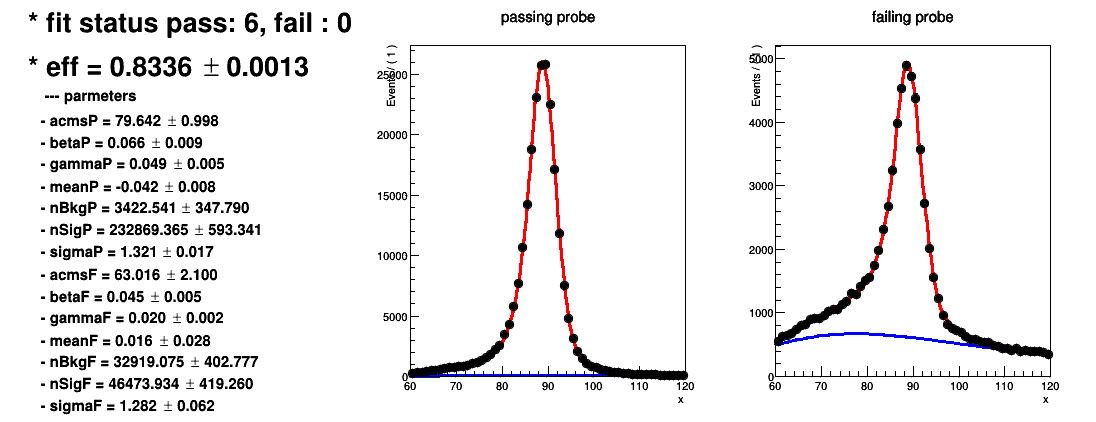 * fit status pass: 6, fail : 0
* eff = 0.8336 ± 0.0013
--- parmeters
- acmsP = 79.642 ± 0.998
- betaP = 0.066 ± 0.009
- gammaP = 0.049 ± 0.005
- meanP = -0.042 ± 0.008
- nBkgP = 3422.541 ± 347.790
- nSigP = 232869.365 ± 593.341
- sigmaP = 1.321 ± 0.017
- acmsF = 63.016 ± 2.100
- betaF = 0.045 ± 0.005
- gammaF = 0.020 ± 0.002
- meanF = 0.016 ± 0.028
- nBkgF = 32919.075 ± 402.777
- nSigF = 46473.934 ± 419.260
- sigmaF = 1.282 ± 0.062
passing probe
Events / ( 1 )
25000
20000
15000
10000
5000
0
60 70 80 90 100 110 120
x
failing probe
Events / ( 1 )
5000
4000
3000
2000
1000
0
60 70 80 90 100 110 120
x